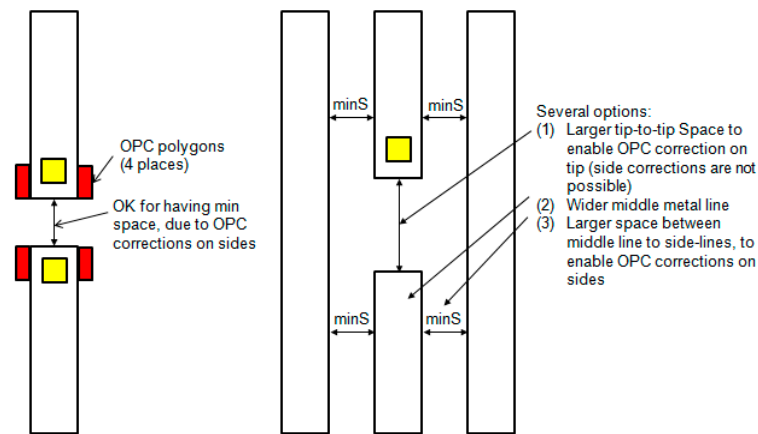 OPC polygons
(4 places)
OK for having min
space, due to OPC
corrections on sides
minS
minS
minS
minS
Several options:
(1) Larger tip-to-tip Space to
enable OPC correction on
tip (side corrections are not
possible)
(2) Wider middle metal line
(3) Larger space between
middle line to side-lines, to
enable OPC corrections on
sides